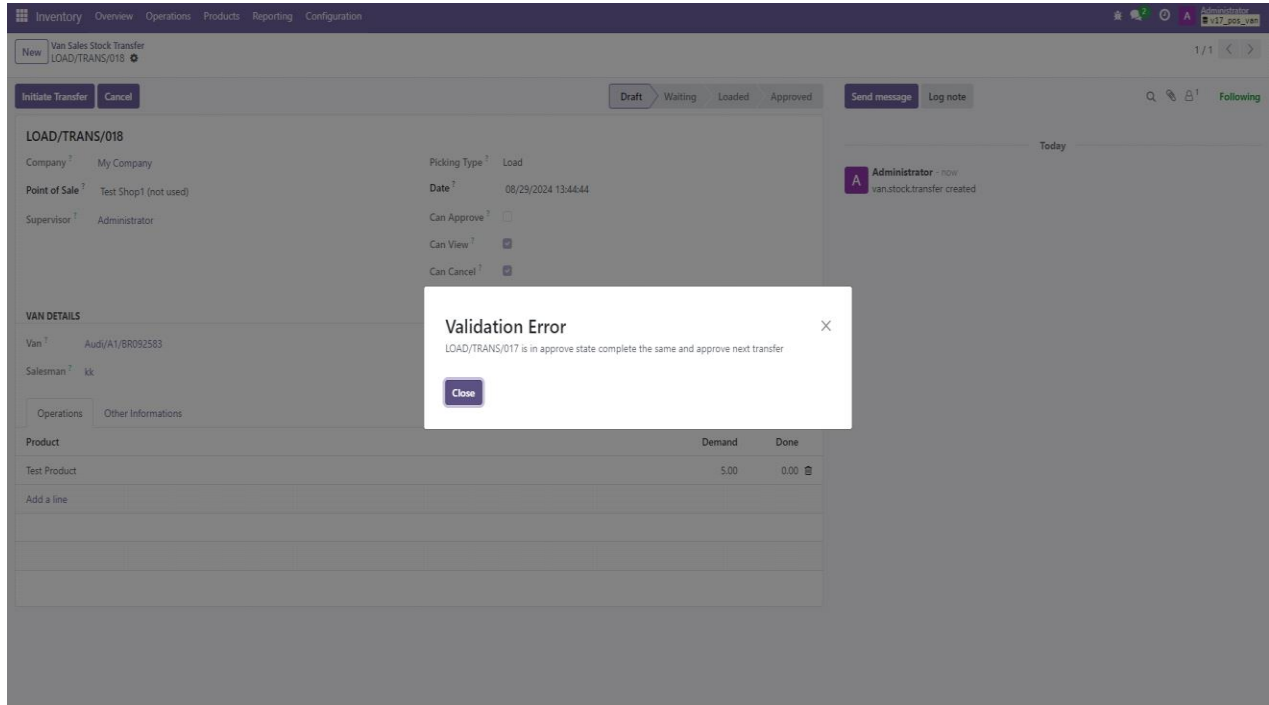 Inventory Overview Operations Products Reporting Configuration 2 A Administrator
v17_pos_van
New Van Sales Stock Transfer
LOAD/TRANS/018
1 / 1
Initiate Transfer Cancel Draft Waiting Loaded Approved Send message Log note 1 Following
LOAD/TRANS/018
Today
Company ? My Company Picking Type ? Load
A Administrator - now
van.stock.transfer created
Point of Sale ? Test Shop1 (not used) Date ? 08/29/2024 13:44:44
Supervisor ? Administrator Can Approve ?
Can View ?
Can Cancel ?
VAN DETAILS
Van ? Audi/A1/BR092583
Salesman ? kk
Validation Error
LOAD/TRANS/017 is in approve state complete the same and approve next transfer
Close
Operations Other Informations
Product Demand Done
Test Product 5.00 0.00
Add a line